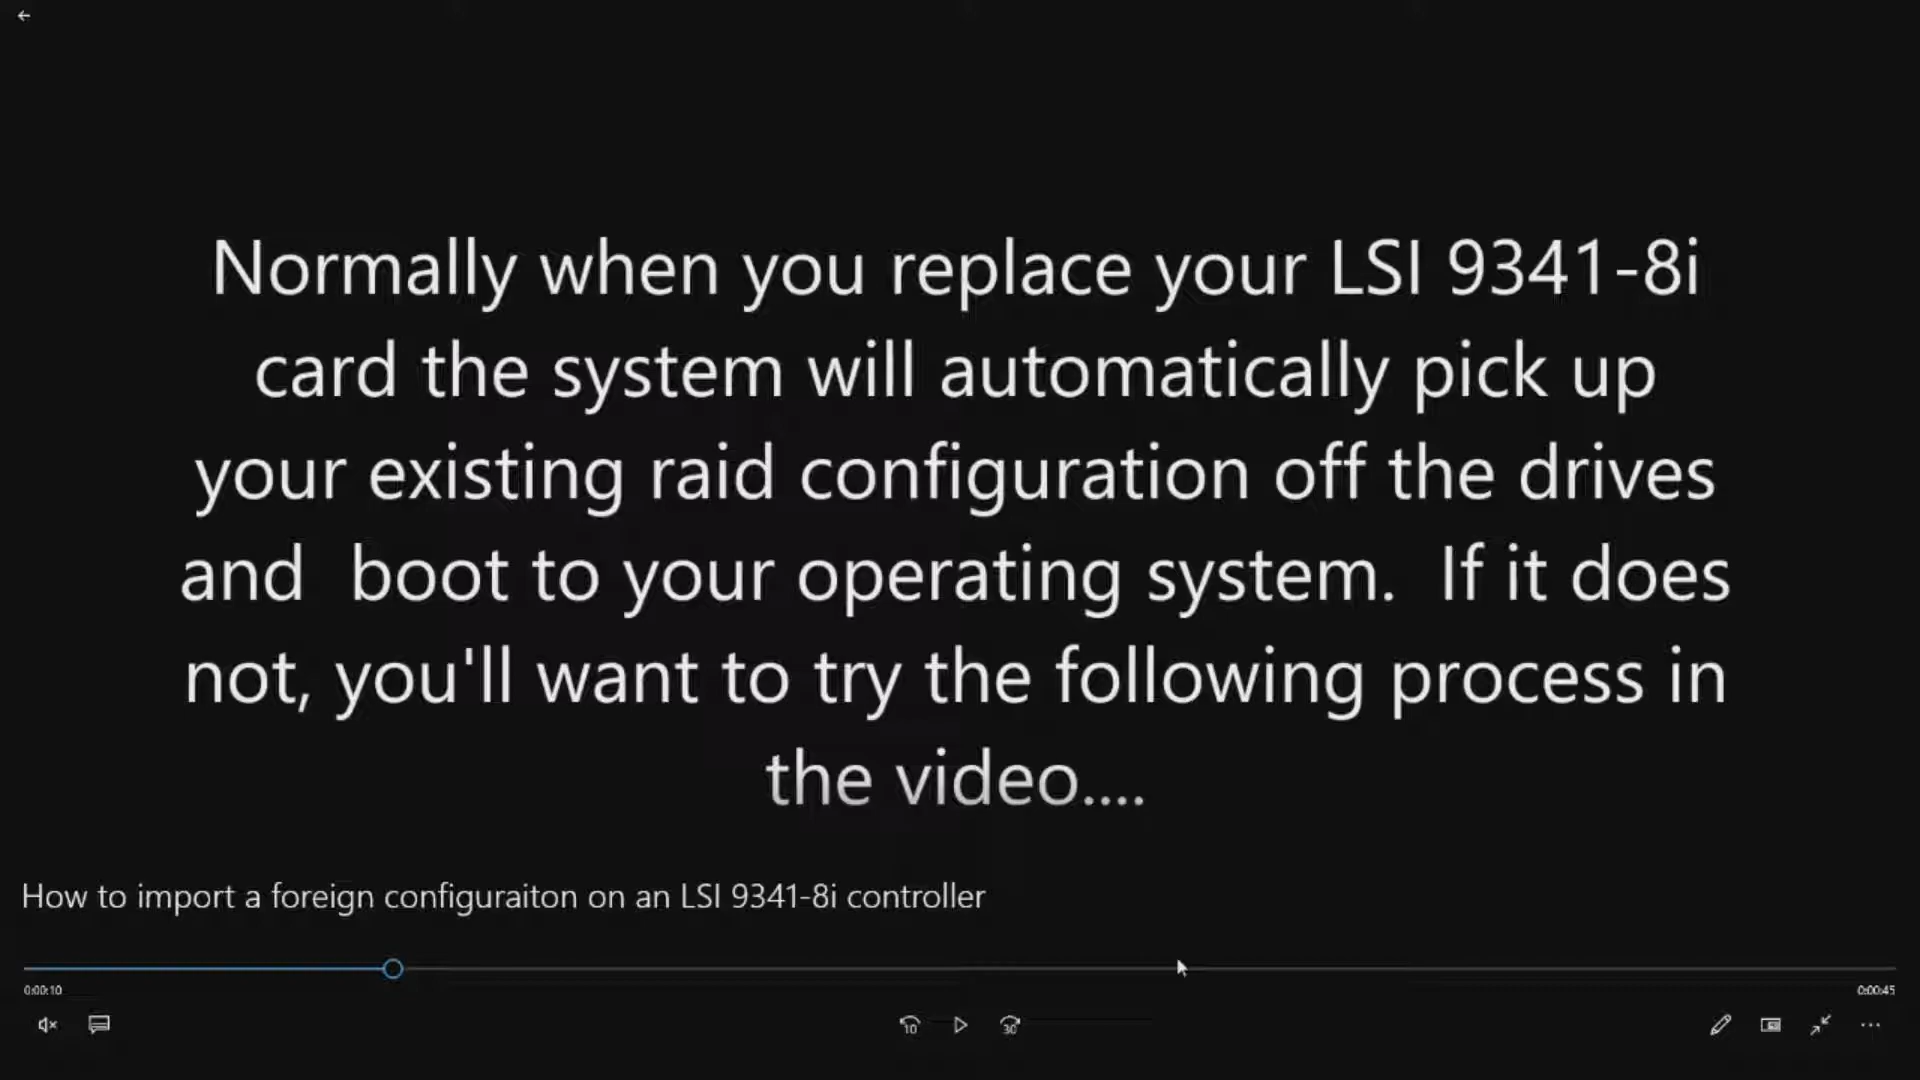 Normally when you replace your LSI 9341-8i
card the system will automatically pick up
your existing raid configuration off the drives
and  boot to your operating system.  If it does
not, you'll want to try the following process in
the video....
How to import a foreign configuraiton on an LSI 9341-8i controller
0:00:10
0:00:45
10
30